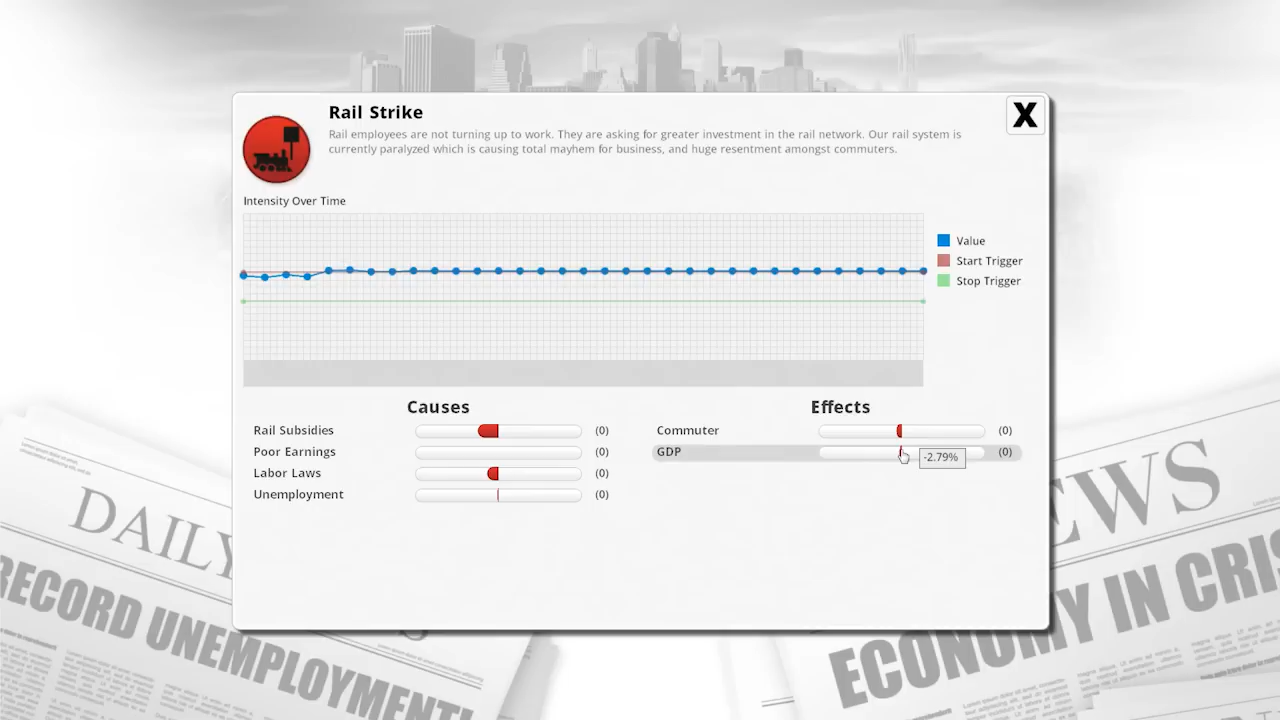 Rail Strike
X
Rail employees are not turning up to work. They are asking for greater investment in the rail network. Our rail system is
currently paralyzed which is causing total mayhem for business, and huge resentment amongst commuters.
Intensity Over Time
Value
Start Trigger
Stop Trigger
Causes
Rail Subsidies (0)
Poor Earnings (0)
Labor Laws (0)
Unemployment (0)
Effects
Commuter (0)
GDP (0)
-2.79%
DAILY
RECORD UNEMPLOYMENT!
EWS
ECONOMY IN CRIS